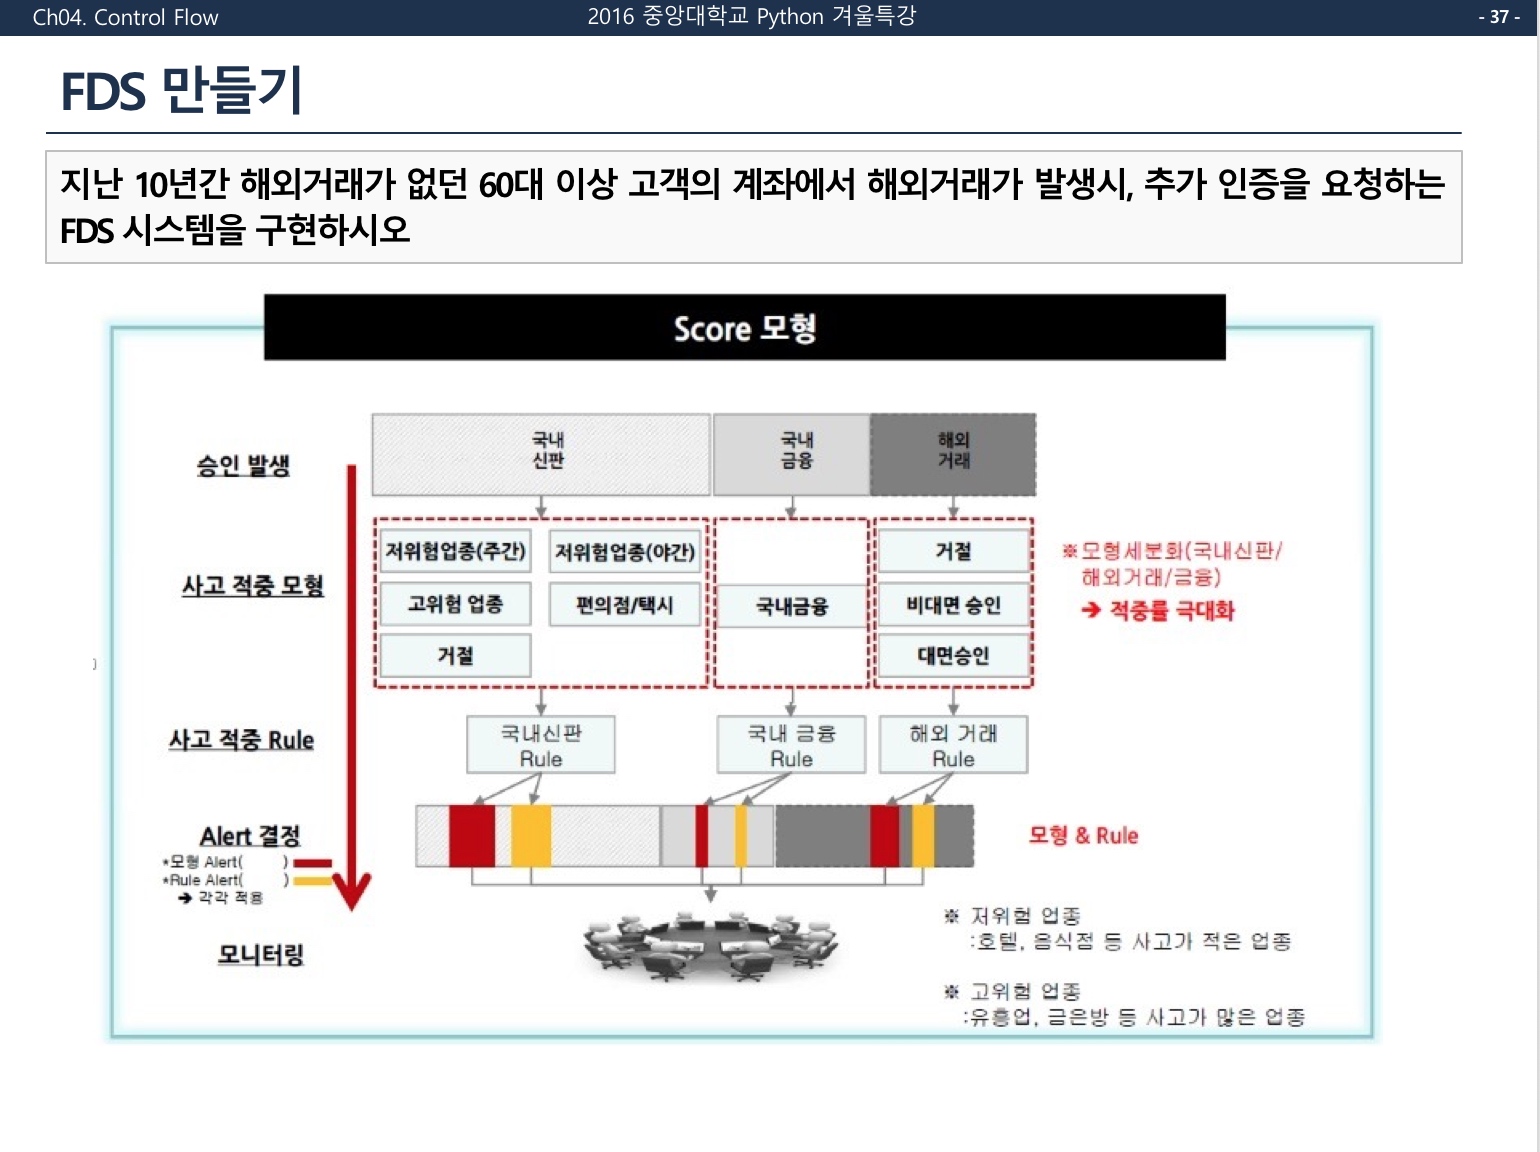 Ch04. Control Flow
2016 중앙대학교 Python 겨울특강
- 37 -
FDS 만들기
지난 10년간 해외거래가 없던 60대 이상 고객의 계좌에서 해외거래가 발생시, 추가 인증을 요청하는
FDS 시스템을 구현하시오
Score 모형
승인 발생
국내
신판
국내
금융
해외
거래
사고 적중 모형
저위험업종(주간)
저위험업종(야간)
고위험 업종
편의점/택시
거절
국내금융
거절
비대면 승인
대면승인
※모형세분화(국내신판/
해외거래/금융)
➔ 적중률 극대화
사고 적중 Rule
국내신판
Rule
국내 금융
Rule
해외 거래
Rule
Alert 결정
*모형 Alert( )
*Rule Alert( )
➔ 각각 적용
모형 & Rule
모니터링
※ 저위험 업종
:호텔, 음식점 등 사고가 적은 업종
※ 고위험 업종
:유흥업, 금은방 등 사고가 많은 업종